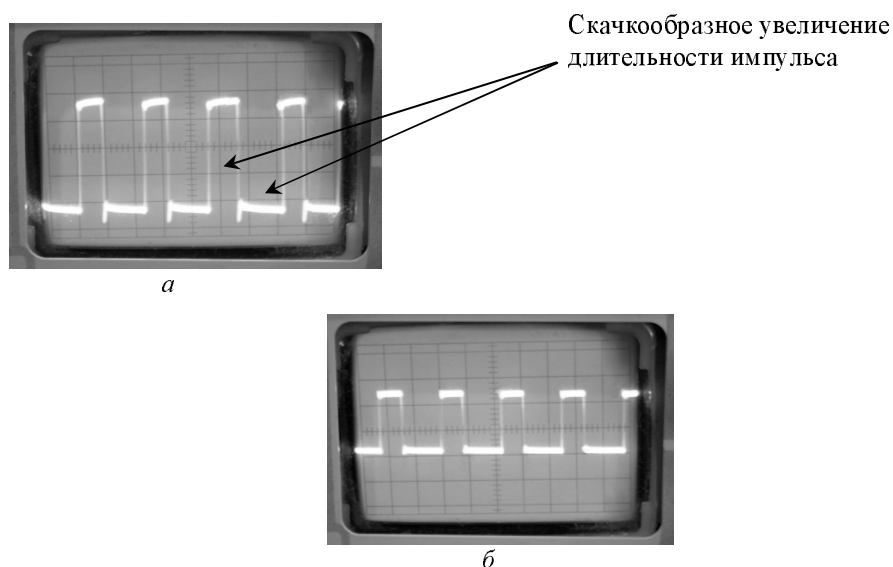 Скачкообразное увеличение
длительности импульса
а
б